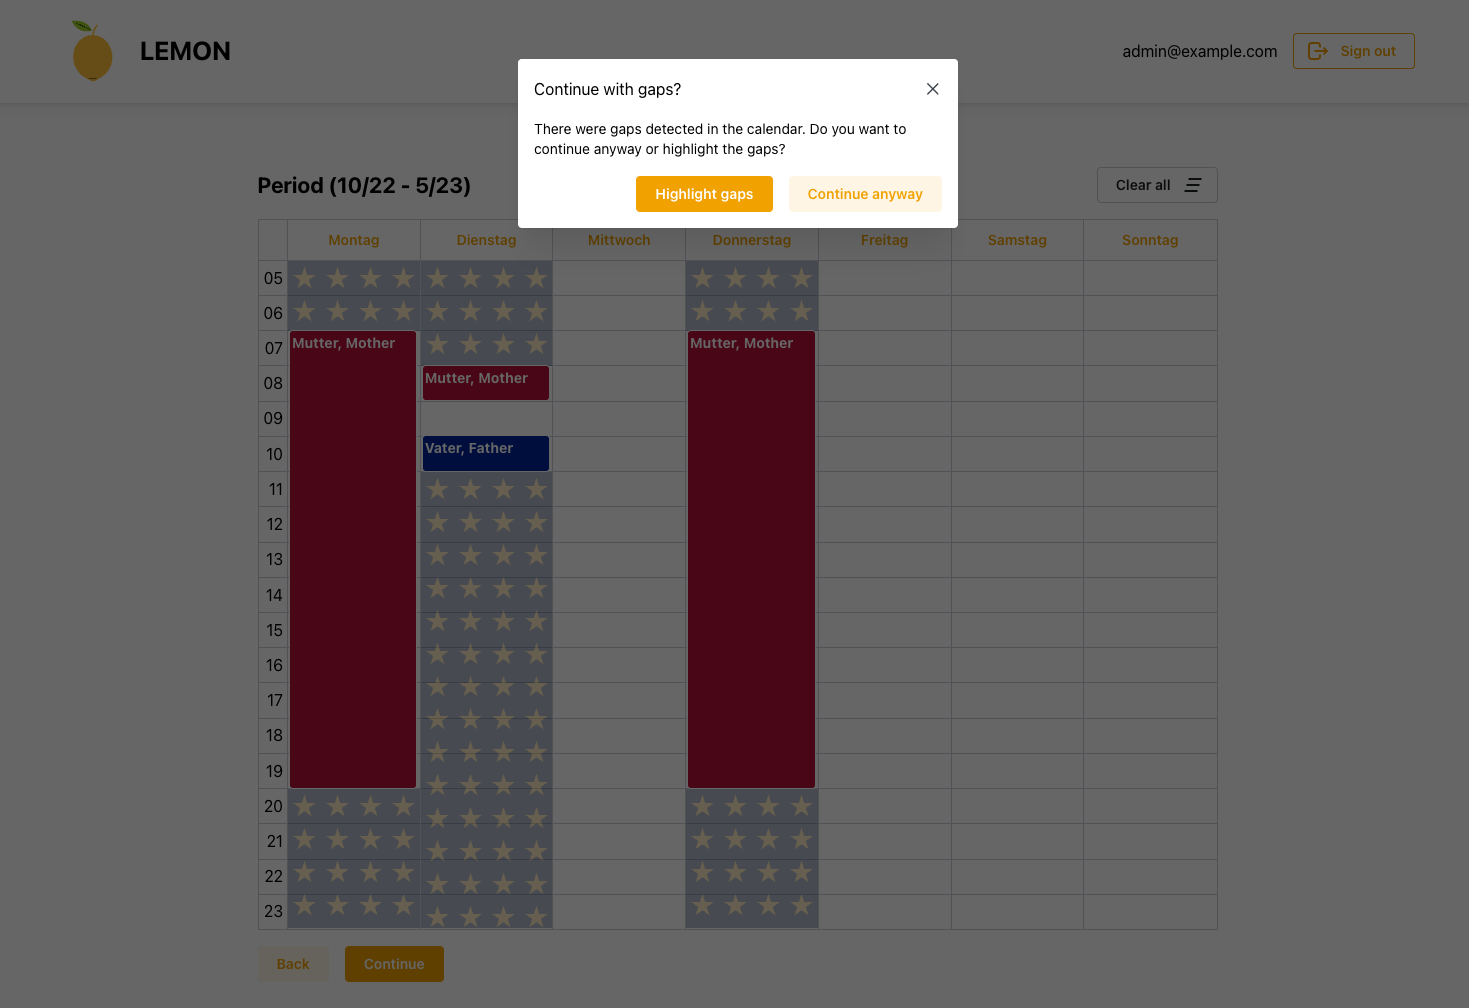 LEMON
admin@example.com
Sign out
Continue with gaps?
There were gaps detected in the calendar. Do you want to
continue anyway or highlight the gaps?
Highlight gaps
Continue anyway
Period (10/22 - 5/23)
Clear all
Montag Dienstag Mittwoch Donnerstag Freitag Samstag Sonntag
05
06
07 Mutter, Mother Mutter, Mother
08 Mutter, Mother
09
10 Vater, Father
11
12
13
14
15
16
17
18
19
20
21
22
23
Back
Continue